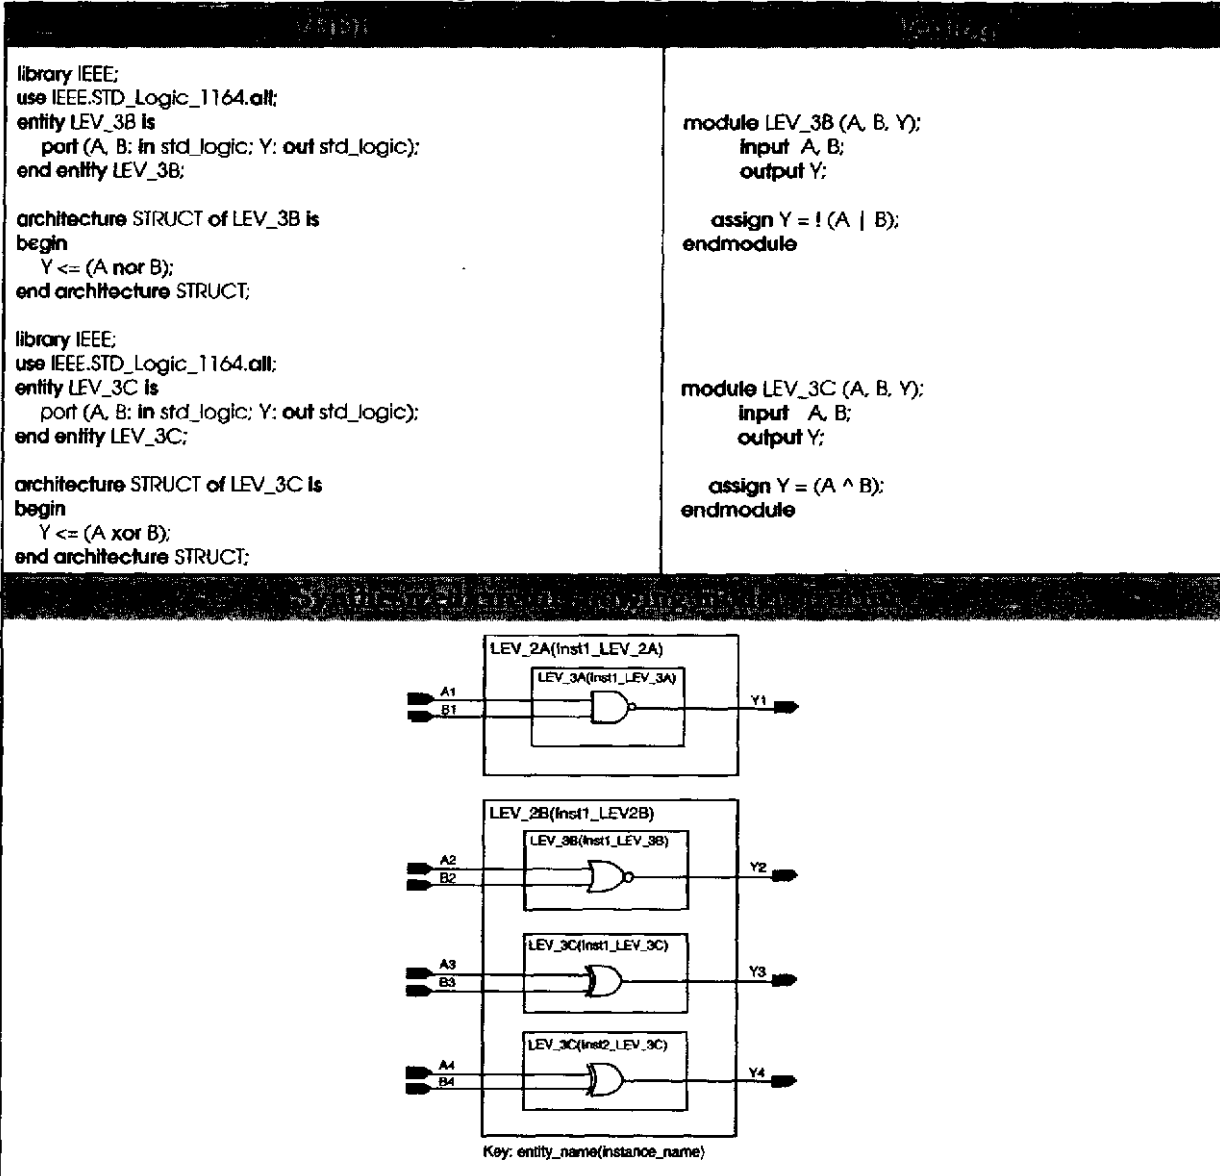 VHDL
Verilog
library IEEE;
use IEEE.STD_Logic_1164.all;
entity LEV_3B is
port (A, B: in std_logic; Y: out std_logic);
end entity LEV_3B;
architecture STRUCT of LEV_3B is
begin
Y <= (A nor B);
end architecture STRUCT;
library IEEE;
use IEEE.STD_Logic_1164.all;
entity LEV_3C is
port (A, B: in std_logic; Y: out std_logic);
end entity LEV_3C;
architecture STRUCT of LEV_3C is
begin
Y <= (A xor B);
end architecture STRUCT;
module LEV_3B (A, B, Y);
input A, B;
output Y;
assign Y = ! (A | B);
endmodule
module LEV_3C (A, B, Y);
input A, B;
output Y;
assign Y = (A ^ B);
endmodule
LEV_2A(Inst1_LEV_2A)
LEV_3A(Inst1_LEV_3A)
A1
B1
Y1
LEV_2B(Inst1_LEV2B)
LEV_3B(Inst1_LEV_3B)
A2
B2
Y2
LEV_3C(Inst1_LEV_3C)
A3
B3
Y3
LEV_3C(Inst2_LEV_3C)
A4
B4
Y4
Key: entity_name(instance_name)